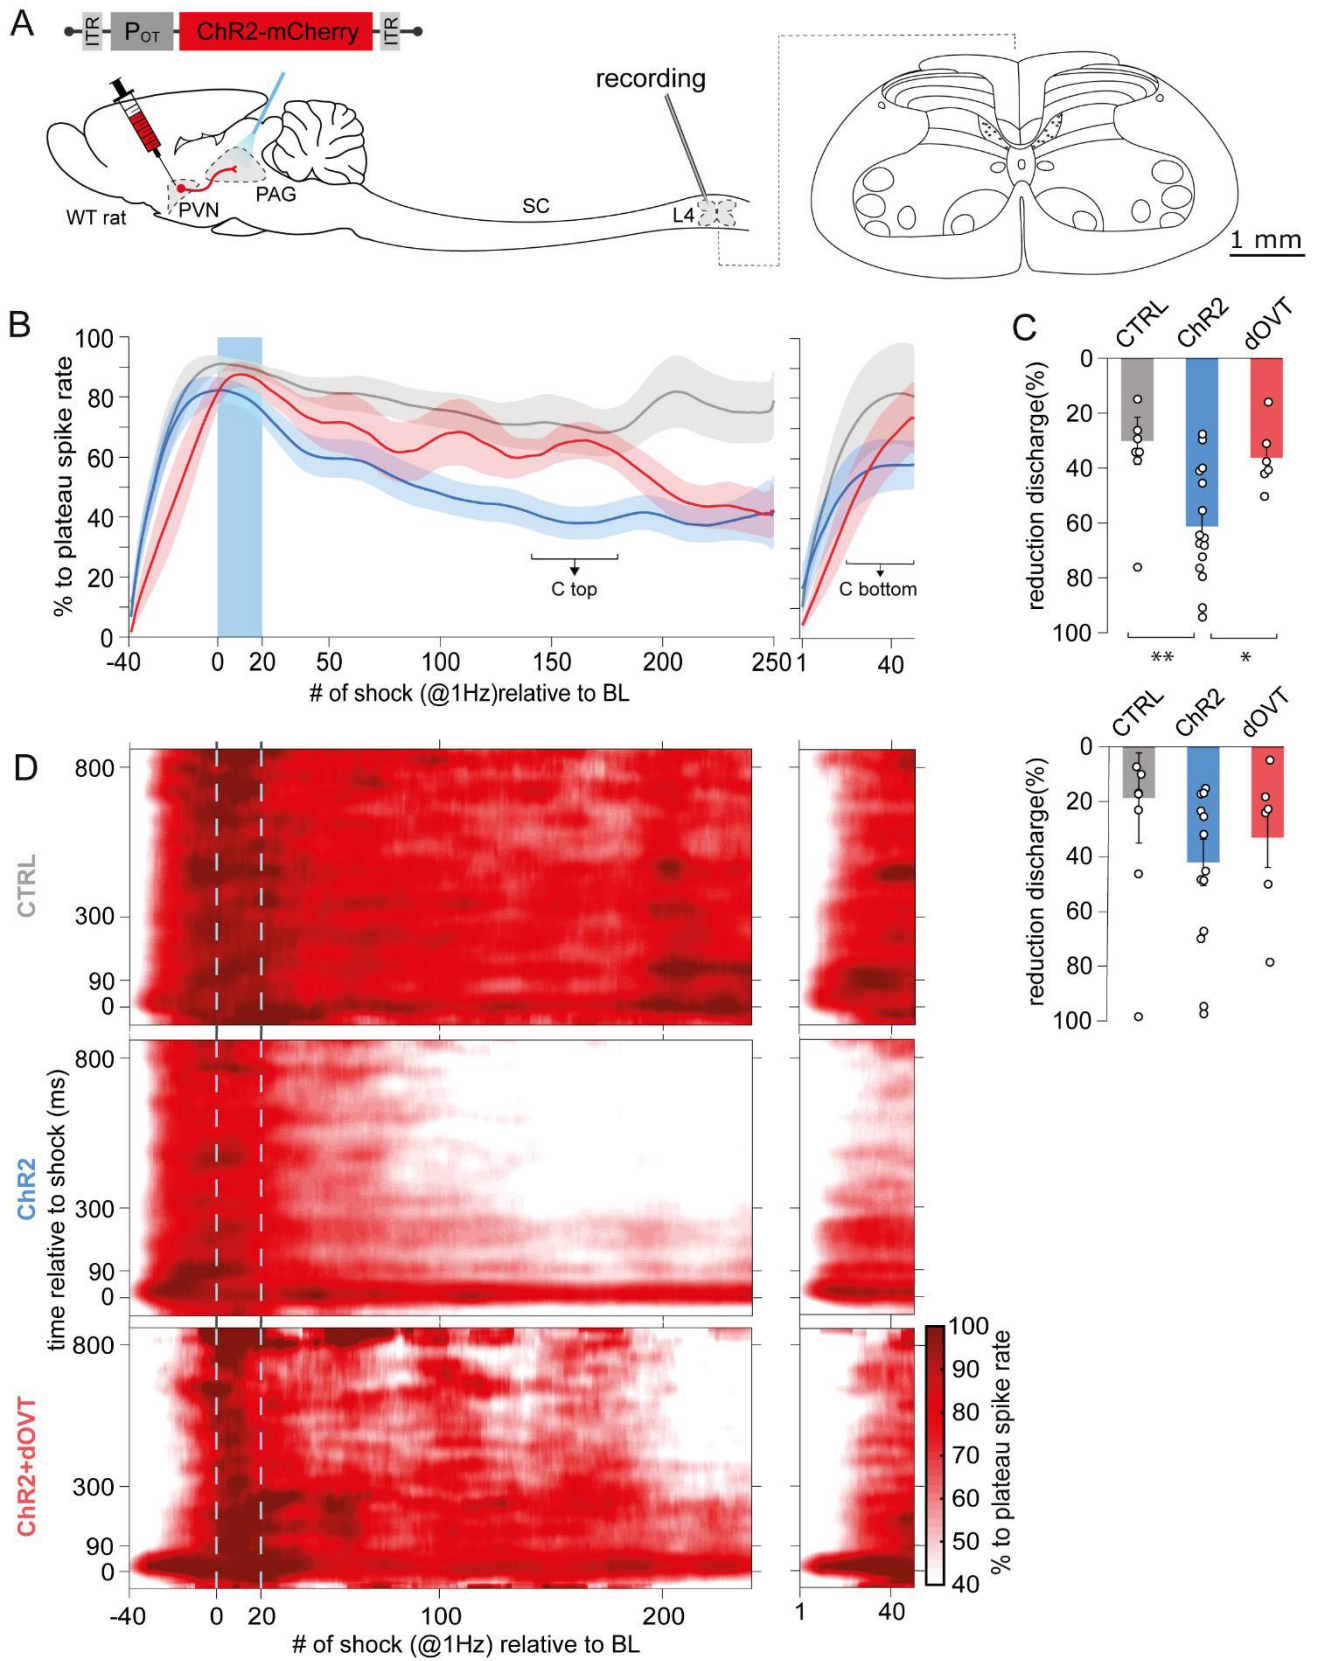 A
ITR
POT
ChR2-mCherry
ITR
recording
WT rat
PVN
PAG
SC
L4
1 mm
B
% to plateau spike rate
100
80
60
40
20
0
-40
0
20
50
100
150
200
250
1
40
C top
C bottom
# of shock (@1Hz)relative to BL
C
CTRL
ChR2
dOVT
reduction discharge(%)
0
20
40
60
80
100
**
*
CTRL
ChR2
dOVT
reduction discharge(%)
0
20
40
60
80
100
D
CTRL
800
300
90
0
ChR2
time relative to shock (ms)
800
300
90
0
ChR2+dOVT
800
300
90
0
-40
0
20
100
200
1
40
# of shock (@1Hz) relative to BL
100
90
80
70
60
50
40
% to plateau spike rate